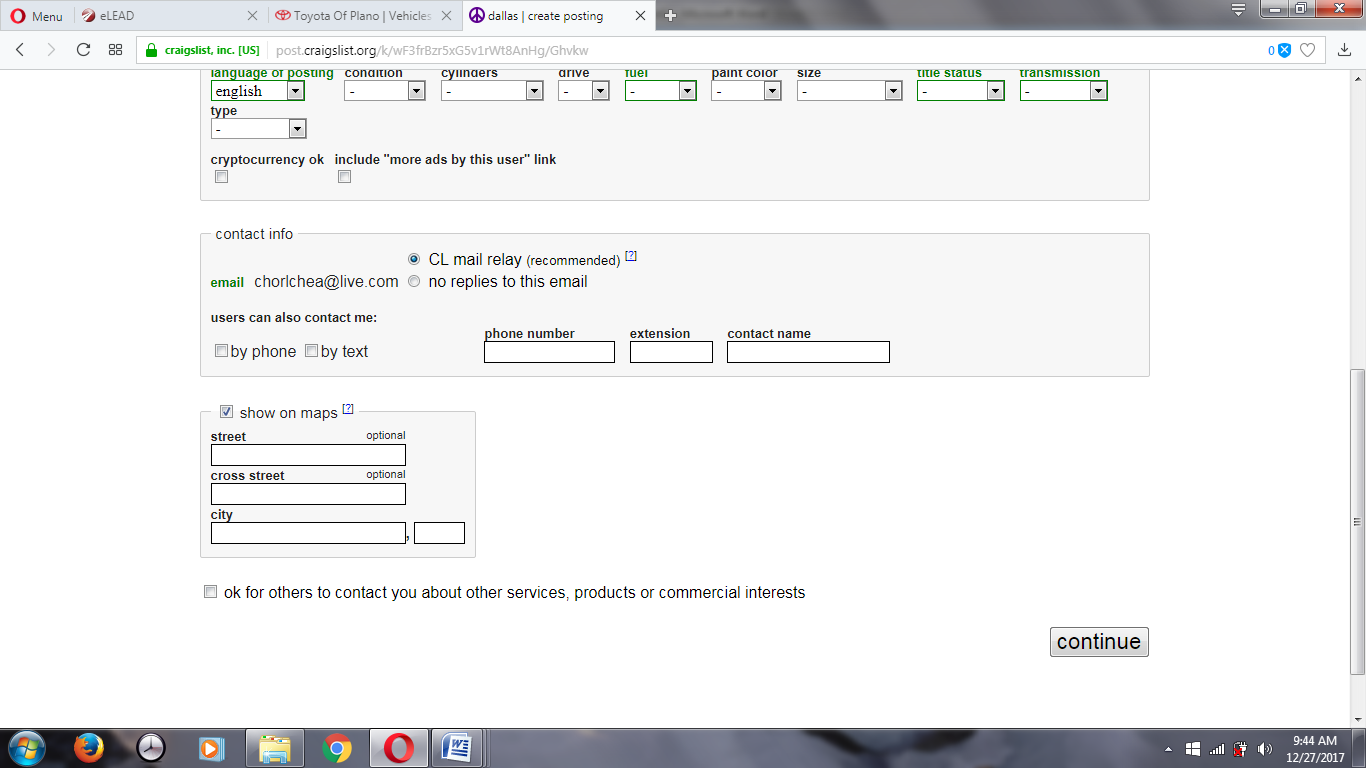 Menu
eLEAD
Toyota Of Plano | Vehicles
dallas | create posting
craigslist, inc. [US]
post.craigslist.org/k/wF3frBzr5xG5v1rWt8AnHg/Ghvkw
0
language of posting condition cylinders drive fuel paint color size title status transmission
english - - - - - - - -
type
-
cryptocurrency ok include "more ads by this user" link
contact info
CL mail relay (recommended) [?]
email chorlchea@live.com no replies to this email
users can also contact me:
phone number extension contact name
by phone by text
show on maps [?]
street optional
cross street optional
city
,
ok for others to contact you about other services, products or commercial interests
continue
9:44 AM
12/27/2017